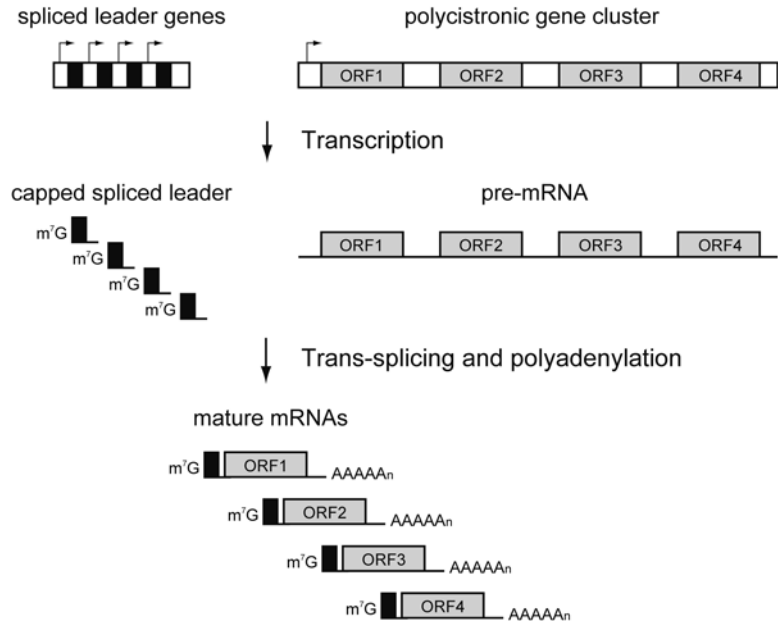 spliced leader genes
polycistronic gene cluster
ORF1 ORF2 ORF3 ORF4
Transcription
capped spliced leader
pre-mRNA
m⁷G
ORF1 ORF2 ORF3 ORF4
m⁷G
m⁷G
m⁷G
Trans-splicing and polyadenylation
mature mRNAs
m⁷G ORF1 AAAAAₙ
m⁷G ORF2 AAAAAₙ
m⁷G ORF3 AAAAAₙ
m⁷G ORF4 AAAAAₙ